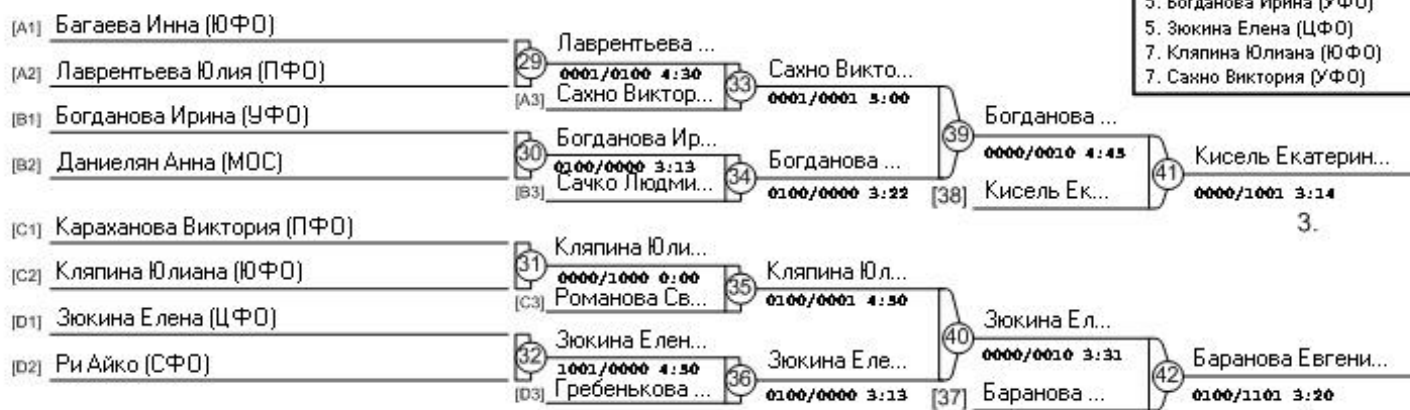 5. Богданова Ирина (УФО)
5. Зюкина Елена (ЦФО)
7. Кляпина Юлиана (ЮФО)
7. Сахно Виктория (УФО)
[A1] Багаева Инна (ЮФО)
[A2] Лаврентьева Юлия (ПФО)
[B1] Богданова Ирина (УФО)
[B2] Даниелян Анна (МОС)
[C1] Караханова Виктория (ПФО)
[C2] Кляпина Юлиана (ЮФО)
[D1] Зюкина Елена (ЦФО)
[D2] Ри Айко (СФО)
29
Лаврентьева ...
0001/0100 4:30
[A3] Сахно Виктор...
30
Богданова Ир...
0100/0000 3:13
[B3] Сачко Людми...
31
Кляпина Юли...
0000/1000 0:00
[C3] Романова Св...
32
Зюкина Елен...
1001/0000 4:50
[D3] Гребенькова ...
33
Сахно Викто...
0001/0001 5:00
34
Богданова ...
0100/0000 3:22
35
Кляпина Юл...
0100/0001 4:50
36
Зюкина Еле...
0100/0000 3:13
39
Богданова ...
0000/0010 4:45
[38] Кисель Ек...
40
Зюкина Ел...
0000/0010 3:31
[37] Баранова ...
41
Кисель Екатерин...
0000/1001 3:14
3.
42
Баранова Евгени...
0100/1101 3:20